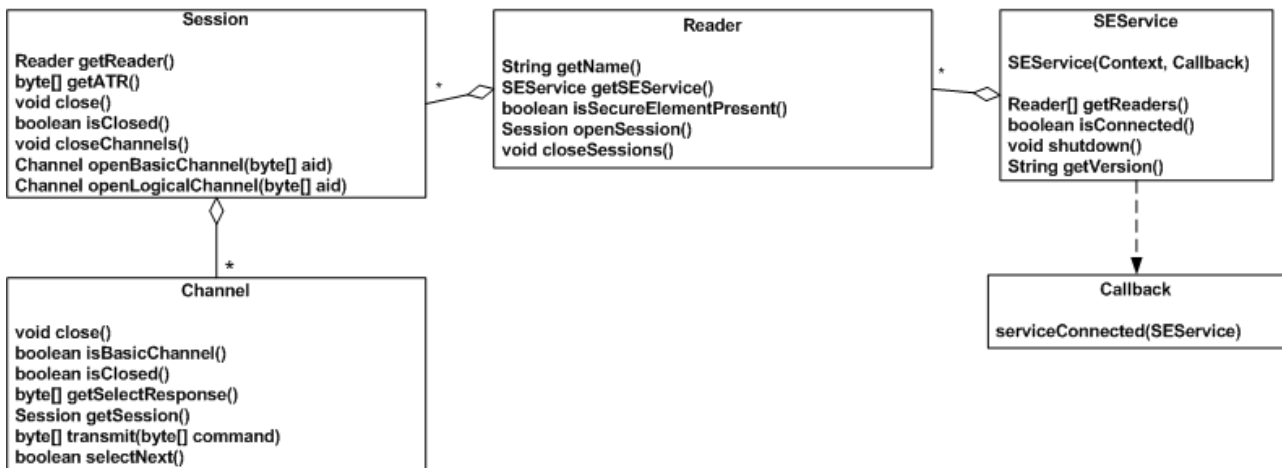 Session
Reader getReader()
byte[] getATR()
void close()
boolean isClosed()
void closeChannels()
Channel openBasicChannel(byte[] aid)
Channel openLogicalChannel(byte[] aid)
*
Reader
String getName()
SEService getSEService()
boolean isSecureElementPresent()
Session openSession()
void closeSessions()
*
SEService
SEService(Context, Callback)
Reader[] getReaders()
boolean isConnected()
void shutdown()
String getVersion()
*
Channel
void close()
boolean isBasicChannel()
boolean isClosed()
byte[] getSelectResponse()
Session getSession()
byte[] transmit(byte[] command)
boolean selectNext()
Callback
serviceConnected(SEService)